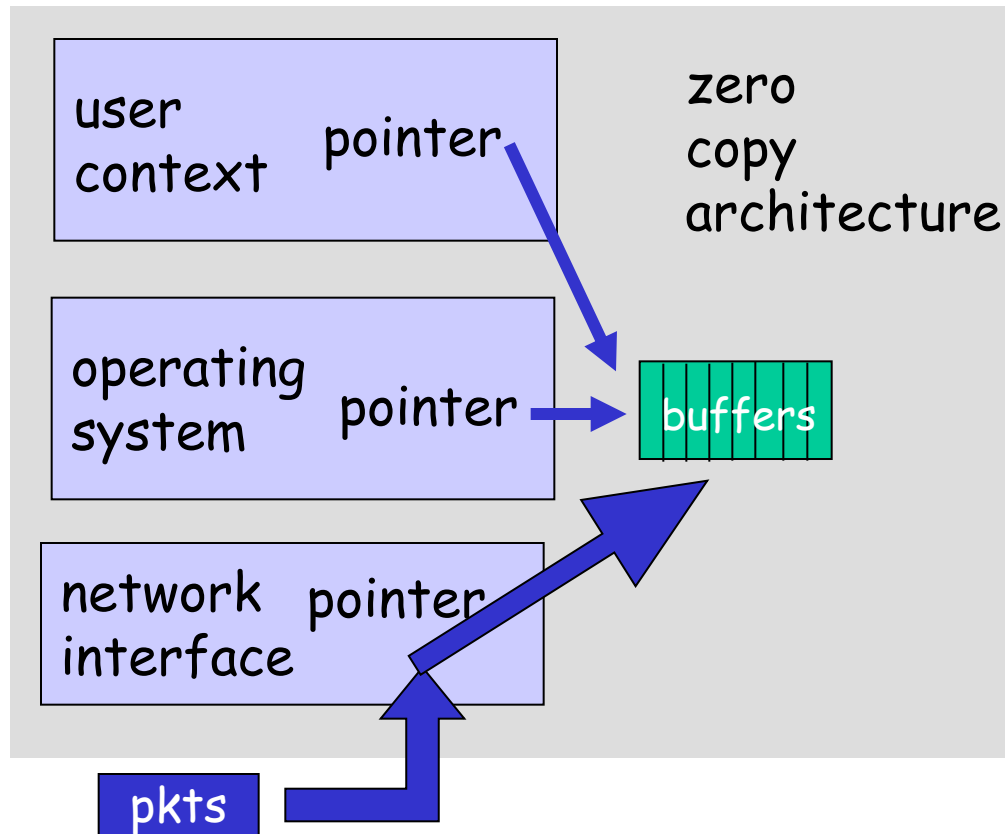 user
context
pointer
zero
copy
architecture
operating
system
pointer
buffers
network
interface
pointer
pkts